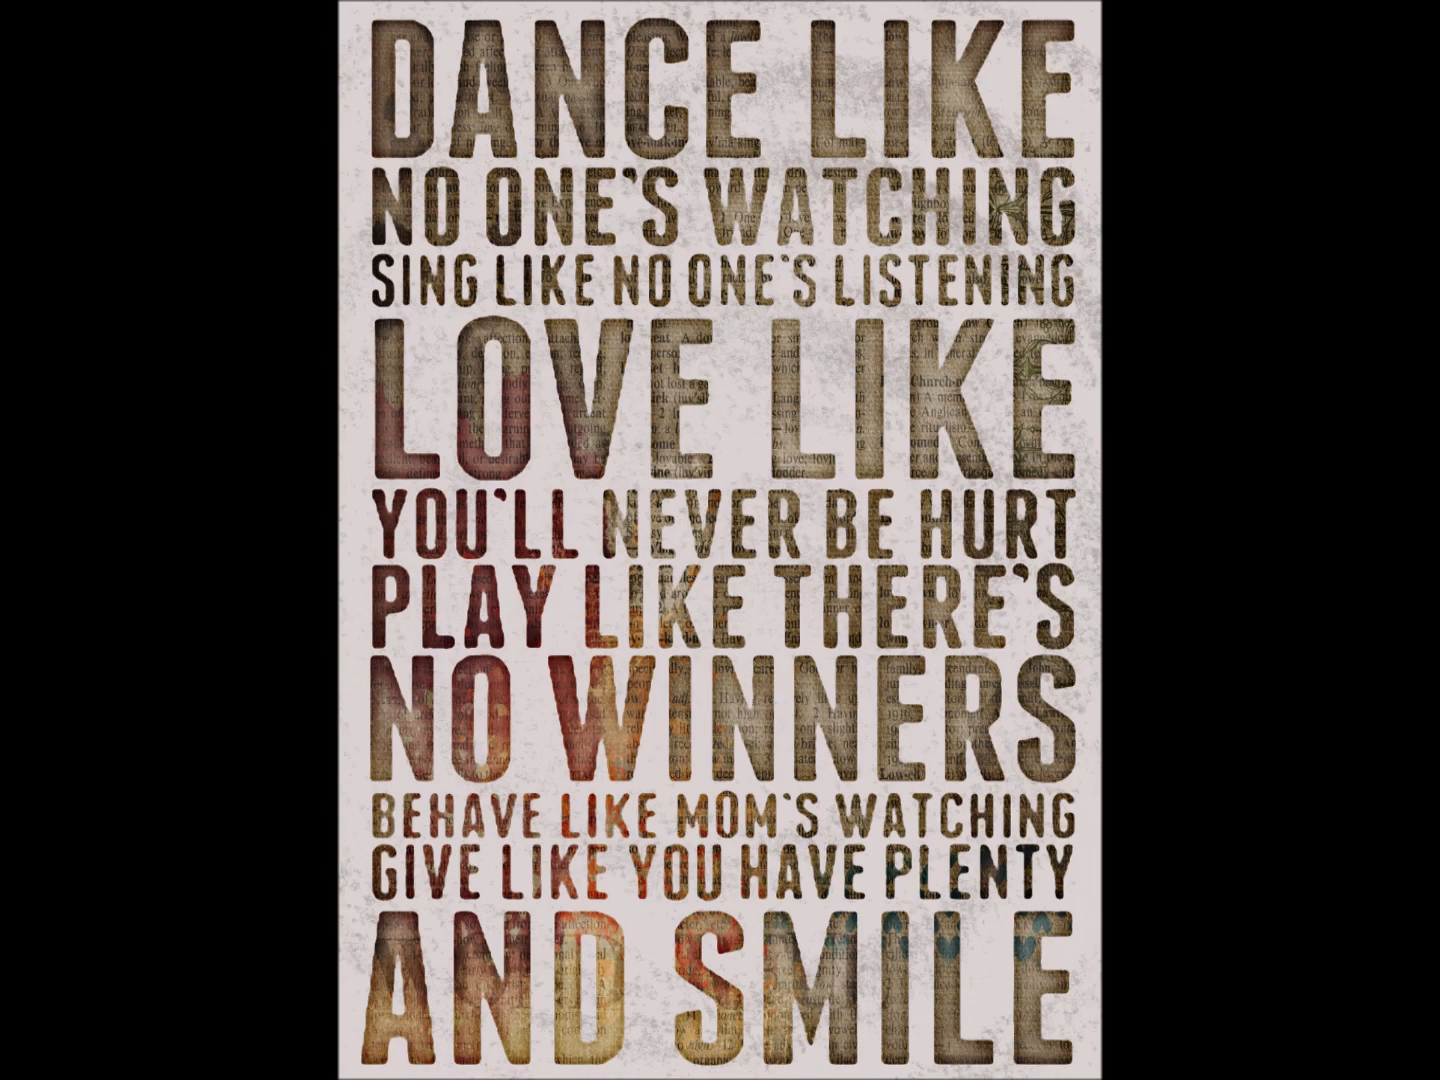 DANCE LIKE
NO ONE'S WATCHING
SING LIKE NO ONE'S LISTENING
LOVE LIKE
YOU'LL NEVER BE HURT
PLAY LIKE THERE'S
NO WINNERS
BEHAVE LIKE MOM'S WATCHING
GIVE LIKE YOU HAVE PLENTY
AND SMILE